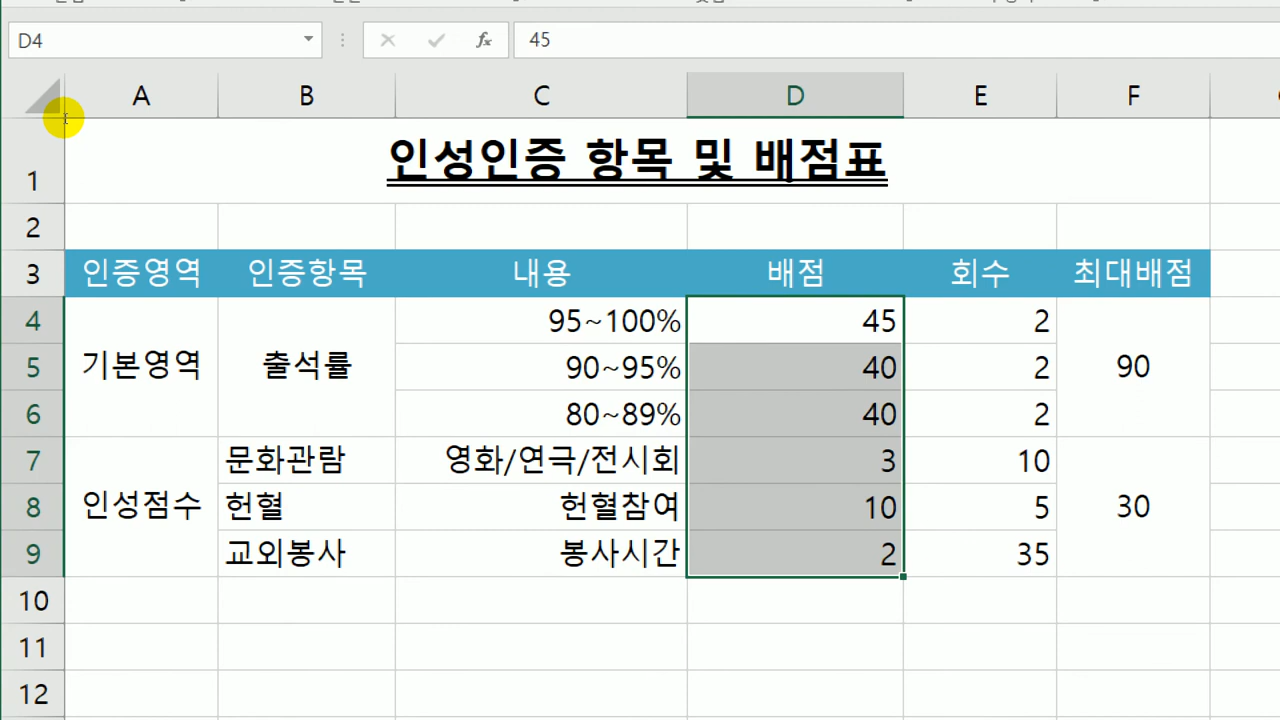 D4 fx 45
A B C D E F
1 인성인증 항목 및 배점표
2
3 인증영역 인증항목 내용 배점 회수 최대배점
4 95~100% 45 2
5 기본영역 출석률 90~95% 40 2 90
6 80~89% 40 2
7 문화관람 영화/연극/전시회 3 10
8 인성점수 헌혈 헌혈참여 10 5 30
9 교외봉사 봉사시간 2 35
10
11
12